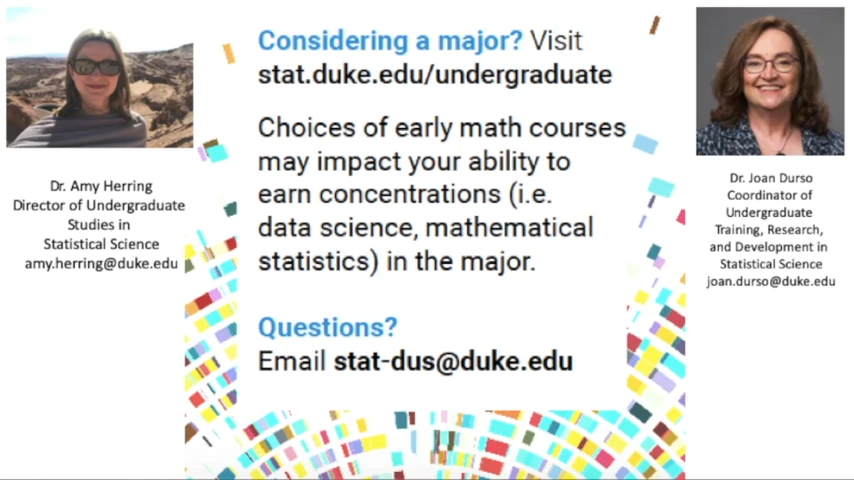 Considering a major? Visit
stat.duke.edu/undergraduate
Choices of early math courses
may impact your ability to
earn concentrations (i.e.
data science, mathematical
statistics) in the major.
Questions?
Email stat-dus@duke.edu
Dr. Amy Herring
Director of Undergraduate
Studies in
Statistical Science
amy.herring@duke.edu
Dr. Joan Durso
Coordinator of
Undergraduate
Training, Research,
and Development in
Statistical Science
joan.durso@duke.edu